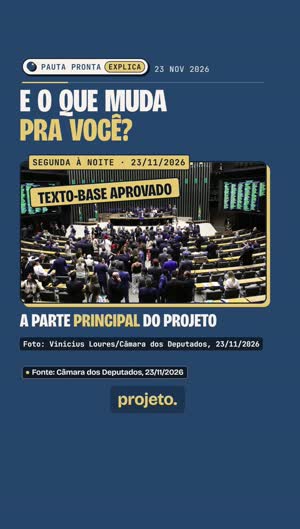 PAUTA PRONTA EXPLICA 23 NOV 2026
E O QUE MUDA
PRA VOCÊ?
SEGUNDA À NOITE · 23/11/2026
TEXTO-BASE APROVADO
A PARTE PRINCIPAL DO PROJETO
Foto: Vinicius Loures/Câmara dos Deputados, 23/11/2026
Fonte: Câmara dos Deputados, 23/11/2026
projeto.